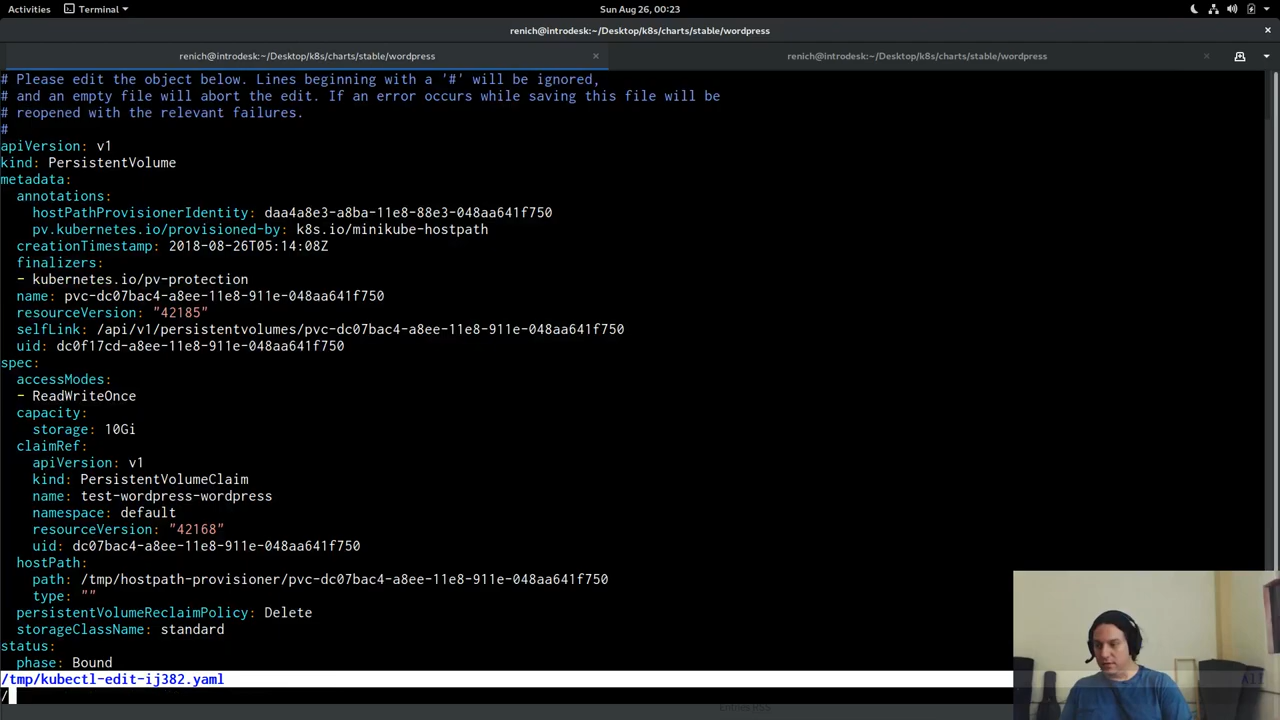 Activities Terminal Sun Aug 26, 00:23
renich@introdesk:~/Desktop/k8s/charts/stable/wordpress ×
renich@introdesk:~/Desktop/k8s/charts/stable/wordpress × renich@introdesk:~/Desktop/k8s/charts/stable/wordpress ×
# Please edit the object below. Lines beginning with a '#' will be ignored,
# and an empty file will abort the edit. If an error occurs while saving this file will be
# reopened with the relevant failures.
#
apiVersion: v1
kind: PersistentVolume
metadata:
  annotations:
    hostPathProvisionerIdentity: daa4a8e3-a8ba-11e8-88e3-048aa641f750
    pv.kubernetes.io/provisioned-by: k8s.io/minikube-hostpath
  creationTimestamp: 2018-08-26T05:14:08Z
  finalizers:
  - kubernetes.io/pv-protection
  name: pvc-dc07bac4-a8ee-11e8-911e-048aa641f750
  resourceVersion: "42185"
  selfLink: /api/v1/persistentvolumes/pvc-dc07bac4-a8ee-11e8-911e-048aa641f750
  uid: dc0f17cd-a8ee-11e8-911e-048aa641f750
spec:
  accessModes:
  - ReadWriteOnce
  capacity:
    storage: 10Gi
  claimRef:
    apiVersion: v1
    kind: PersistentVolumeClaim
    name: test-wordpress-wordpress
    namespace: default
    resourceVersion: "42168"
    uid: dc07bac4-a8ee-11e8-911e-048aa641f750
  hostPath:
    path: /tmp/hostpath-provisioner/pvc-dc07bac4-a8ee-11e8-911e-048aa641f750
    type: ""
  persistentVolumeReclaimPolicy: Delete
  storageClassName: standard
status:
  phase: Bound
/tmp/kubectl-edit-ij382.yaml All
/
Entries RSS